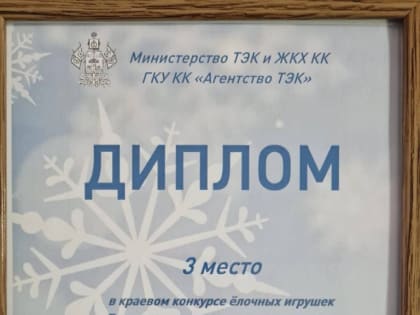 Министерство ТЭК и ЖКХ КК
ГКУ КК «Агентство ТЭК»
ДИПЛОМ
3 место
в краевом конкурсе ёлочных игрушек